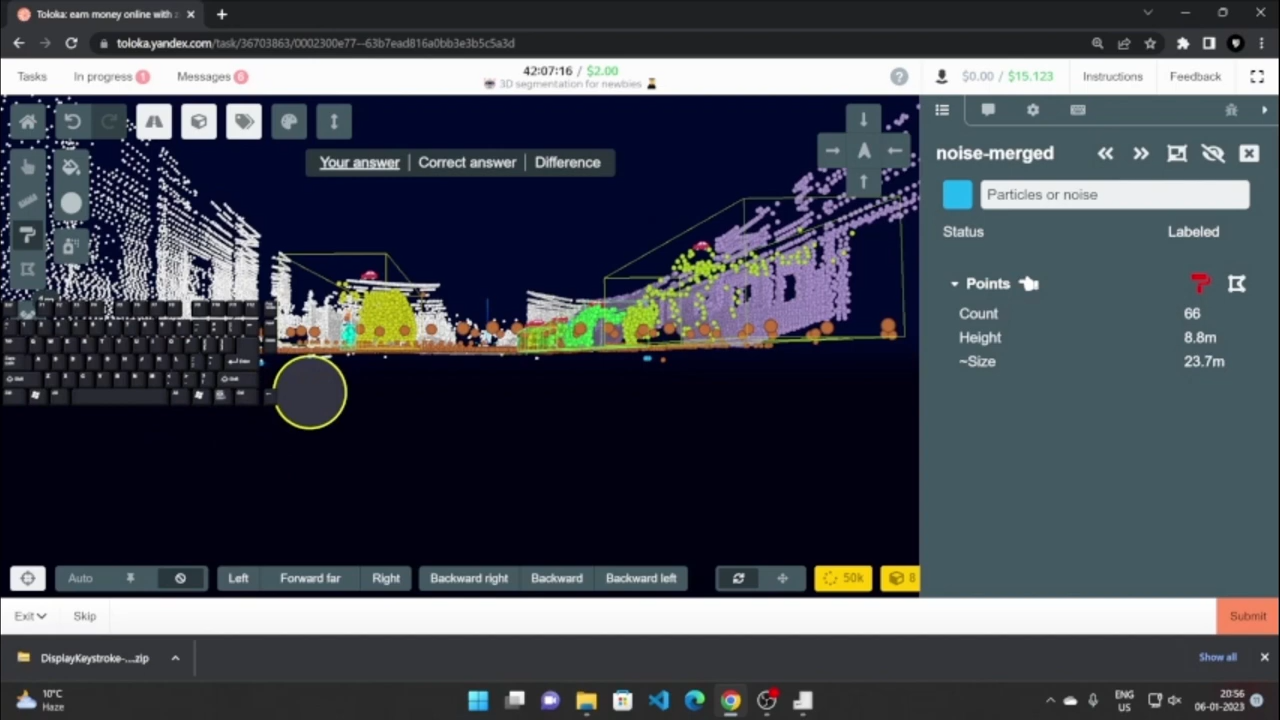 Toloka: earn money online with
toloka.yandex.com/task/36703863/0002300e77--63b7ead816a0bb3e3b5c5a3d
Tasks
In progress 1
Messages 6
42:07:16 / $2.00
3D segmentation for newbies
$0.00 / $15.123
Instructions
Feedback
Your answer | Correct answer | Difference
A
noise-merged
Particles or noise
Status
Labeled
Points
Count
66
Height
8.8m
~Size
23.7m
Auto
Left
Forward far
Right
Backward right
Backward
Backward left
50k
8
Exit
Skip
Submit
DisplayKeystroke-....zip
Show all
10°C
Haze
ENG
US
20:56
06-01-2023